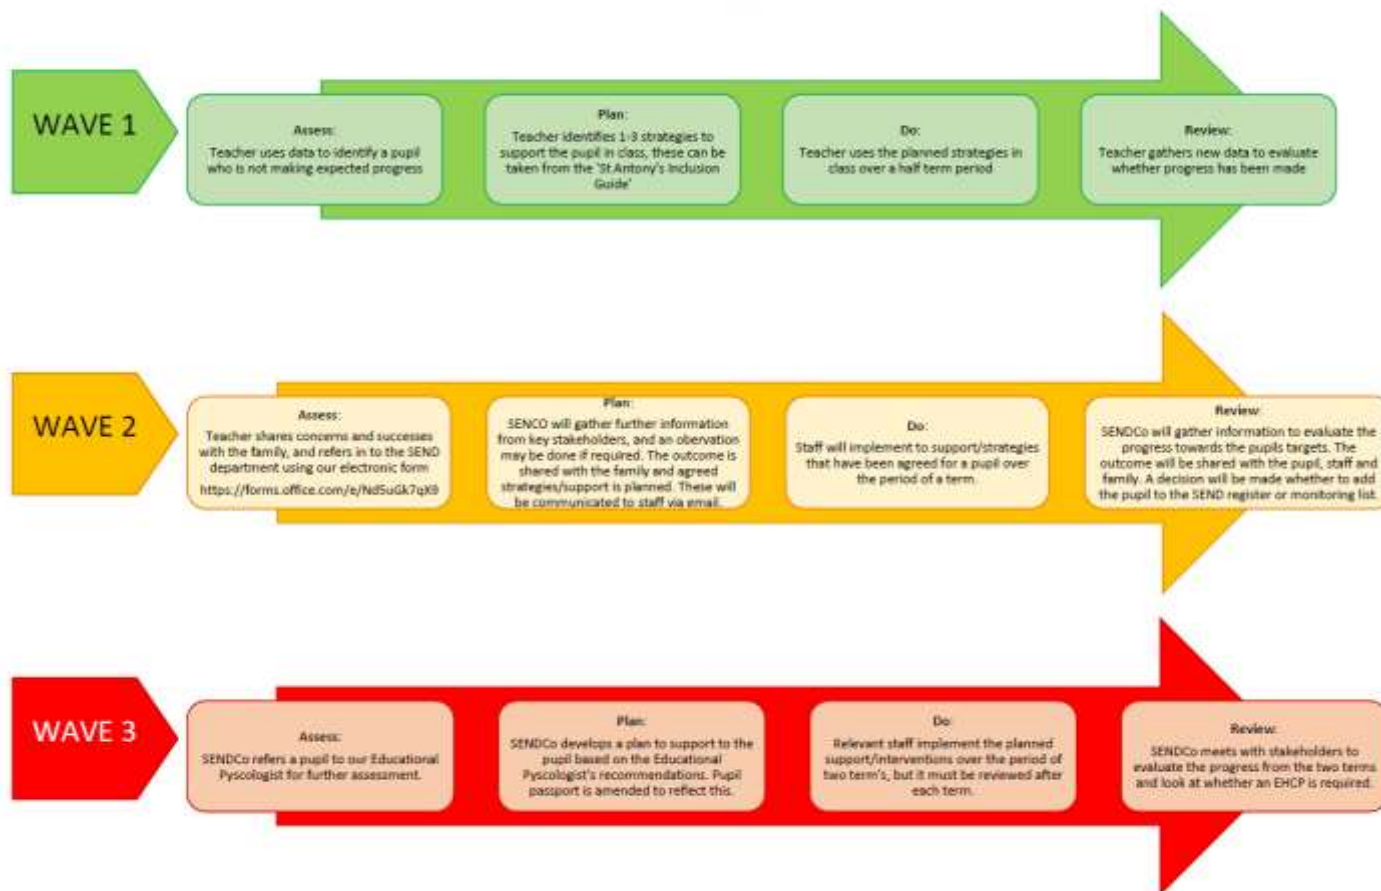 WAVE 1
Assess:
Teacher uses data to identify a pupil
who is not making expected progress
Plan:
Teacher identifies 1-3 strategies to
support the pupil in class, these can be
taken from the 'St Antony's Inclusion
Guide'
Do:
Teacher uses the planned strategies in
class over a half term period
Review:
Teacher gathers new data to evaluate
whether progress has been made
WAVE 2
Assess:
Teacher shares concerns and successes
with the family, and refers in to the SEND
department using our electronic form
https://forms.office.com/e/Nd5uGk7qX9
Plan:
SENCO will gather further information
from key stakeholders, and an obervation
may be done if required. The outcome is
shared with the family and agreed
strategies/support is planned. These will
be communicated to staff via email.
Do:
Staff will implement to support/strategies
that have been agreed for a pupil over
the period of a term.
Review:
SENDCo will gather information to evaluate the
progress towards the pupils targets. The
outcome will be shared with the pupil, staff and
family. A decision will be made whether to add
the pupil to the SEND register or monitoring list.
WAVE 3
Assess:
SENDCo refers a pupil to our Educational
Pyscologist for further assessment.
Plan:
SENDCo develops a plan to support to the
pupil based on the Educational
Pyscologist's recommendations. Pupil
passport is amended to reflect this.
Do:
Relevant staff implement the planned
support/interventions over the period of
two term's, but it must be reviewed after
each term.
Review:
SENDCo meets with stakeholders to
evaluate the progress from the two terms
and look at whether an EHCP is required.